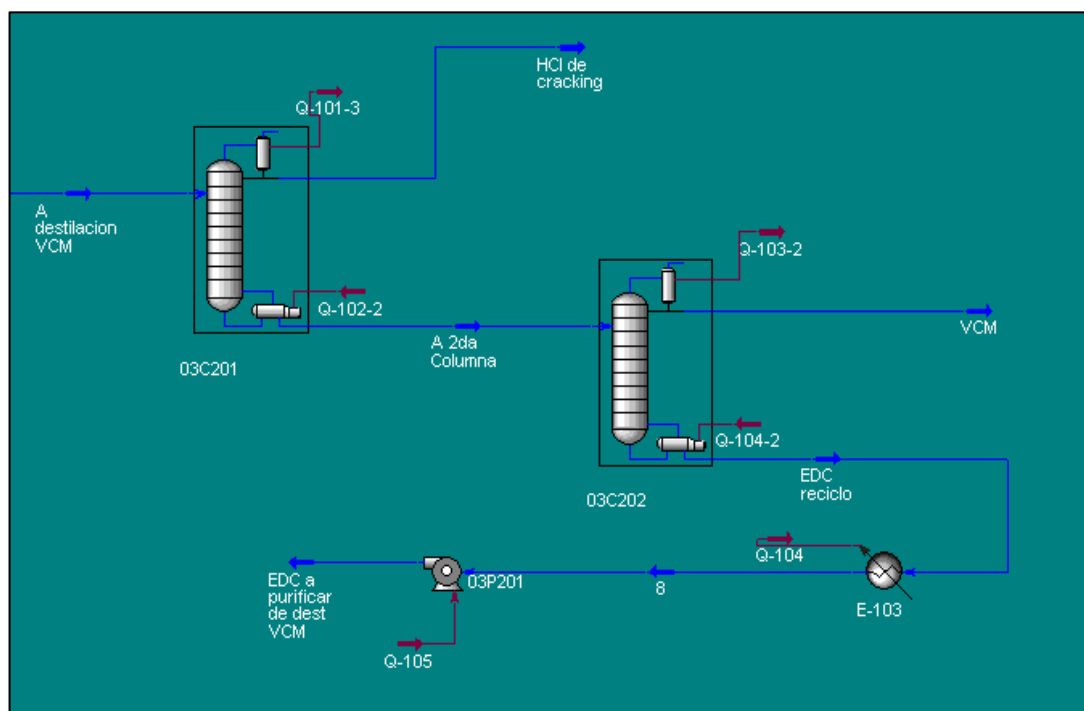 HCl de
cracking
Q-101-3
A
destilacion
VCM
Q-102-2
03C201
A 2da
Columna
Q-103-2
VCM
Q-104-2
03C202
EDC
reciclo
Q-104
E-103
8
03P201
EDC a
purificar
de dest
VCM
Q-105